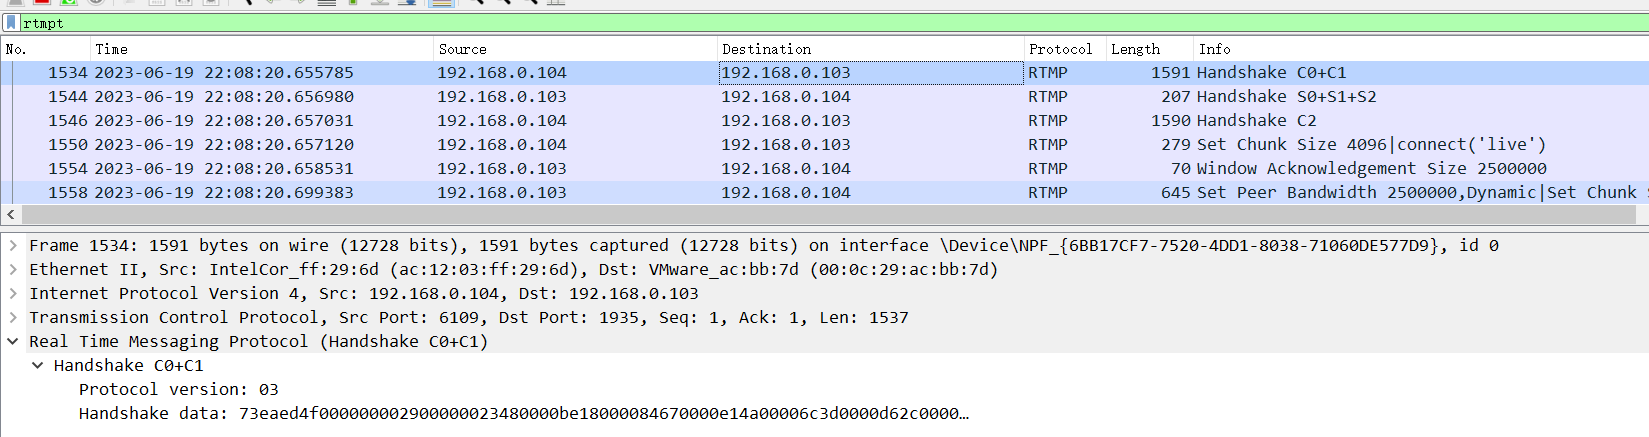 rtmpt
No. Time Source Destination Protocol Length Info
1534 2023-06-19 22:08:20.655785 192.168.0.104 192.168.0.103 RTMP 1591 Handshake C0+C1
1544 2023-06-19 22:08:20.656980 192.168.0.103 192.168.0.104 RTMP 207 Handshake S0+S1+S2
1546 2023-06-19 22:08:20.657031 192.168.0.104 192.168.0.103 RTMP 1590 Handshake C2
1550 2023-06-19 22:08:20.657120 192.168.0.104 192.168.0.103 RTMP 279 Set Chunk Size 4096|connect('live')
1554 2023-06-19 22:08:20.658531 192.168.0.103 192.168.0.104 RTMP 70 Window Acknowledgement Size 2500000
1558 2023-06-19 22:08:20.699383 192.168.0.103 192.168.0.104 RTMP 645 Set Peer Bandwidth 2500000,Dynamic|Set Chunk
Frame 1534: 1591 bytes on wire (12728 bits), 1591 bytes captured (12728 bits) on interface \Device\NPF_{6BB17CF7-7520-4DD1-8038-71060DE577D9}, id 0
Ethernet II, Src: IntelCor_ff:29:6d (ac:12:03:ff:29:6d), Dst: VMware_ac:bb:7d (00:0c:29:ac:bb:7d)
Internet Protocol Version 4, Src: 192.168.0.104, Dst: 192.168.0.103
Transmission Control Protocol, Src Port: 6109, Dst Port: 1935, Seq: 1, Ack: 1, Len: 1537
Real Time Messaging Protocol (Handshake C0+C1)
Handshake C0+C1
Protocol version: 03
Handshake data: 73eaed4f000000002900000023480000be18000084670000e14a00006c3d0000d62c0000…